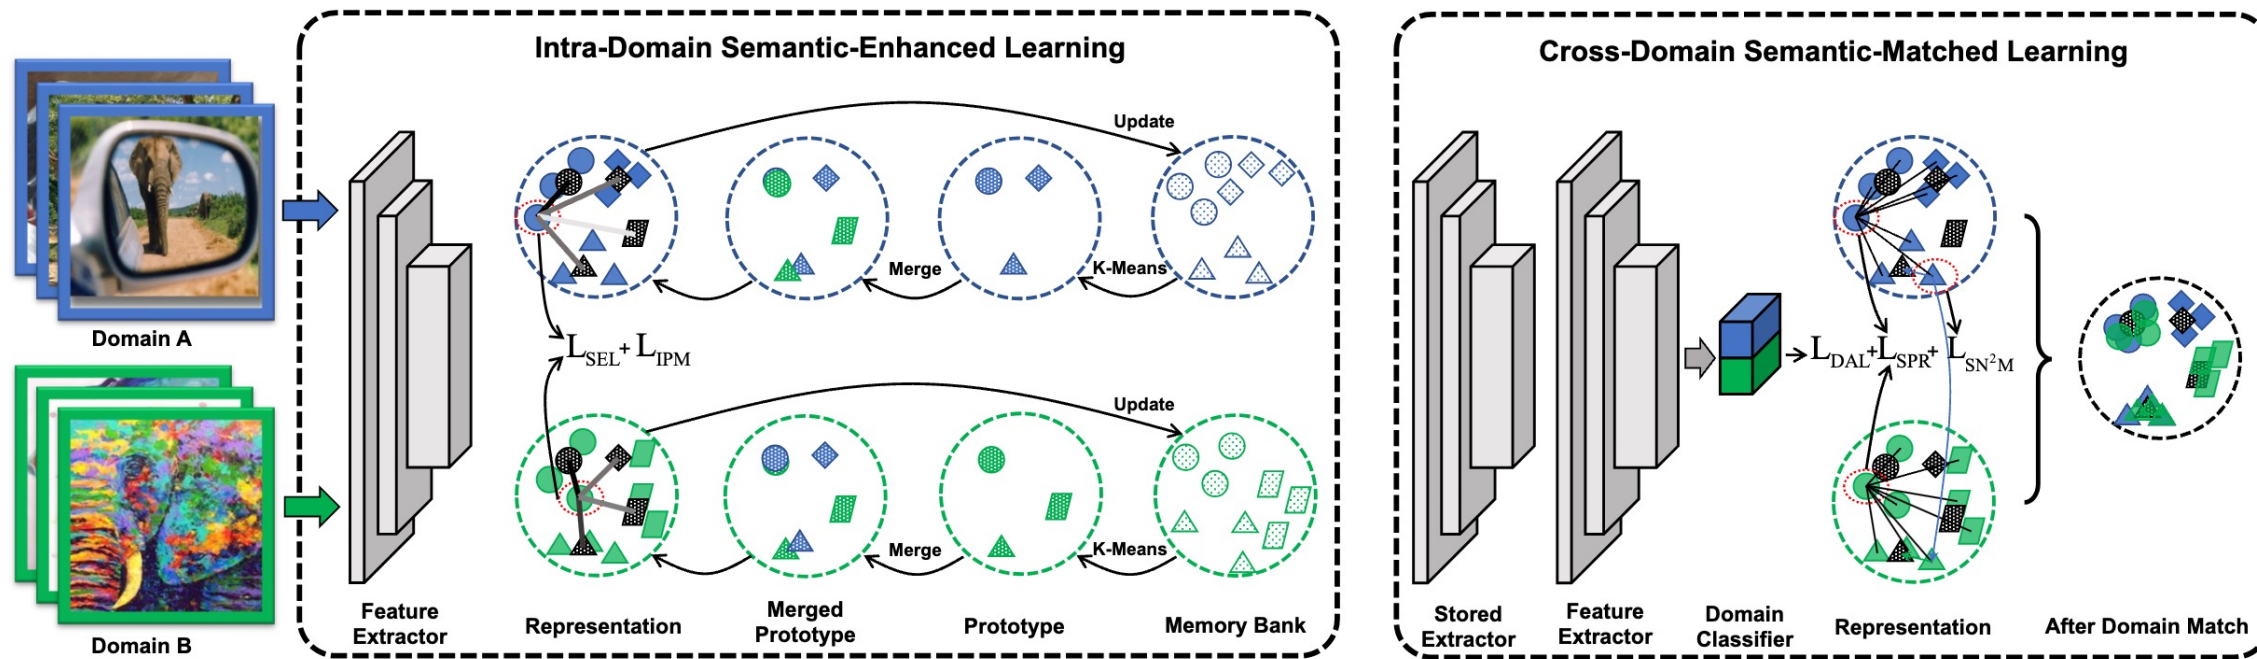 Intra-Domain Semantic-Enhanced Learning
Cross-Domain Semantic-Matched Learning
Update
Merge
K-Means
Domain A
L_SEL + L_IPM
L_DAL + L_SPR + L_SN²M
Update
Merge
K-Means
Domain B
Feature
Extractor
Representation
Merged
Prototype
Prototype
Memory Bank
Stored
Extractor
Feature
Extractor
Domain
Classifier
Representation
After Domain Match